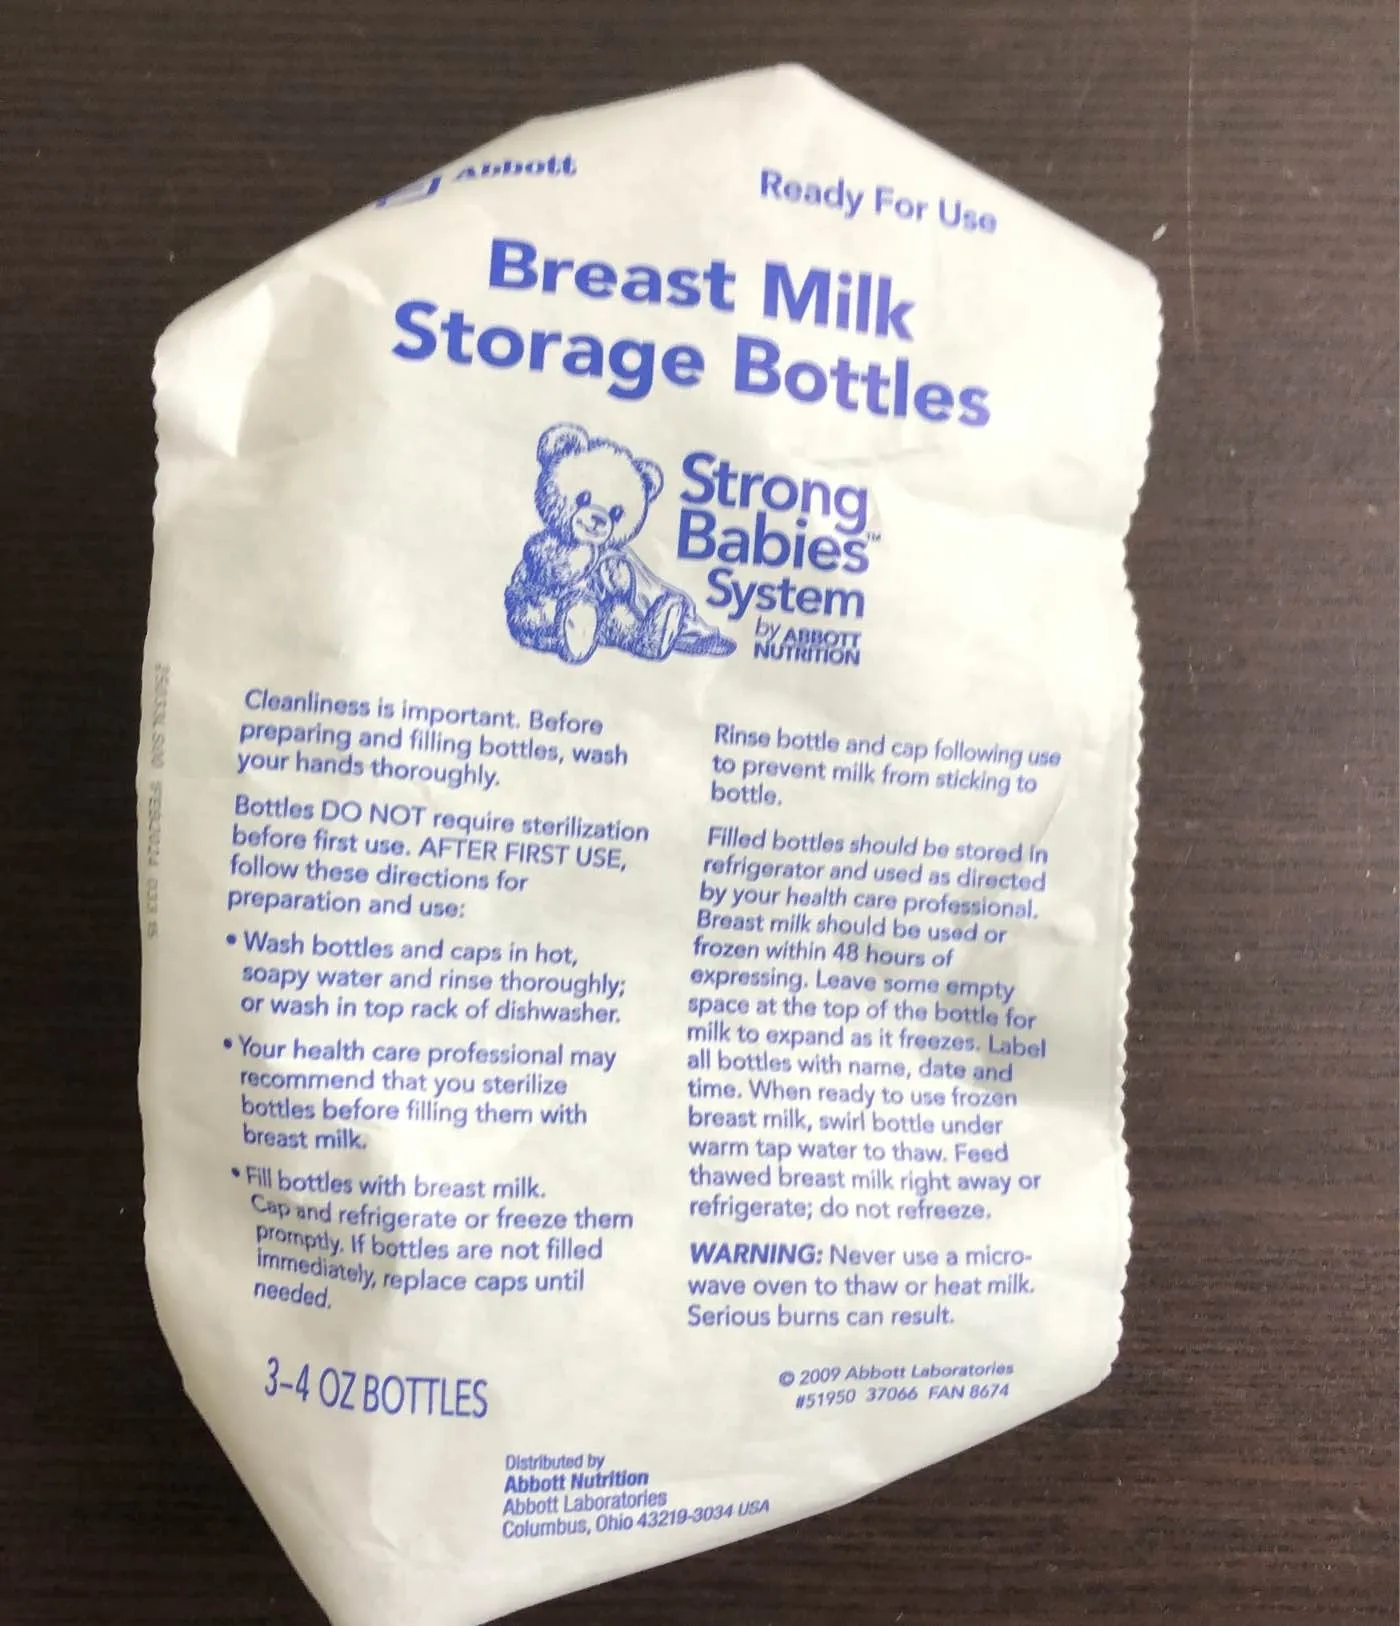 Abbott
Ready For Use
Breast Milk
Storage Bottles
Strong
Babies™
System
by ABBOTT
NUTRITION
Cleanliness is important. Before
preparing and filling bottles, wash
your hands thoroughly.
Bottles DO NOT require sterilization
before first use. AFTER FIRST USE,
follow these directions for
preparation and use:
• Wash bottles and caps in hot,
soapy water and rinse thoroughly;
or wash in top rack of dishwasher.
• Your health care professional may
recommend that you sterilize
bottles before filling them with
breast milk.
• Fill bottles with breast milk.
Cap and refrigerate or freeze them
promptly. If bottles are not filled
immediately, replace caps until
needed.
Rinse bottle and cap following use
to prevent milk from sticking to
bottle.
Filled bottles should be stored in
refrigerator and used as directed
by your health care professional.
Breast milk should be used or
frozen within 48 hours of
expressing. Leave some empty
space at the top of the bottle for
milk to expand as it freezes. Label
all bottles with name, date and
time. When ready to use frozen
breast milk, swirl bottle under
warm tap water to thaw. Feed
thawed breast milk right away or
refrigerate; do not refreeze.
WARNING: Never use a micro-
wave oven to thaw or heat milk.
Serious burns can result.
3-4 OZ BOTTLES
© 2009 Abbott Laboratories
#51950 37066 FAN 8674
Distributed by
Abbott Nutrition
Abbott Laboratories
Columbus, Ohio 43219-3034 USA